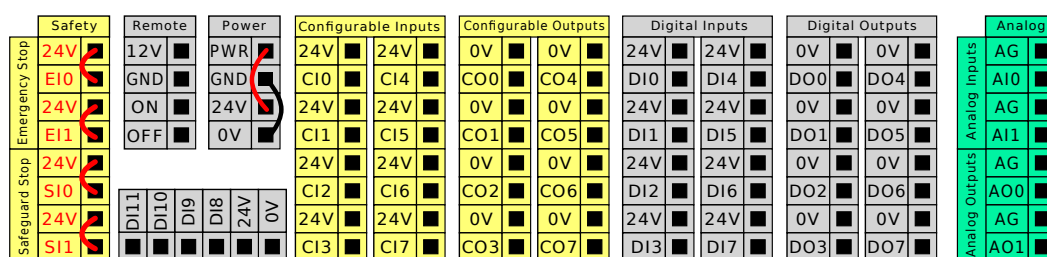 Safety
Emergency Stop
24V
EI0
24V
EI1
Safeguard Stop
24V
SI0
24V
SI1
Remote
12V
GND
ON
OFF
Power
PWR
GND
24V
0V
DI11
DI10
DI9
DI8
24V
0V
Configurable Inputs
24V 24V
CI0 CI4
24V 24V
CI1 CI5
24V 24V
CI2 CI6
24V 24V
CI3 CI7
Configurable Outputs
0V 0V
CO0 CO4
0V 0V
CO1 CO5
0V 0V
CO2 CO6
0V 0V
CO3 CO7
Digital Inputs
24V 24V
DI0 DI4
24V 24V
DI1 DI5
24V 24V
DI2 DI6
24V 24V
DI3 DI7
Digital Outputs
0V 0V
DO0 DO4
0V 0V
DO1 DO5
0V 0V
DO2 DO6
0V 0V
DO3 DO7
Analog
Analog Inputs
AG
AI0
AG
AI1
Analog Outputs
AG
AO0
AG
AO1